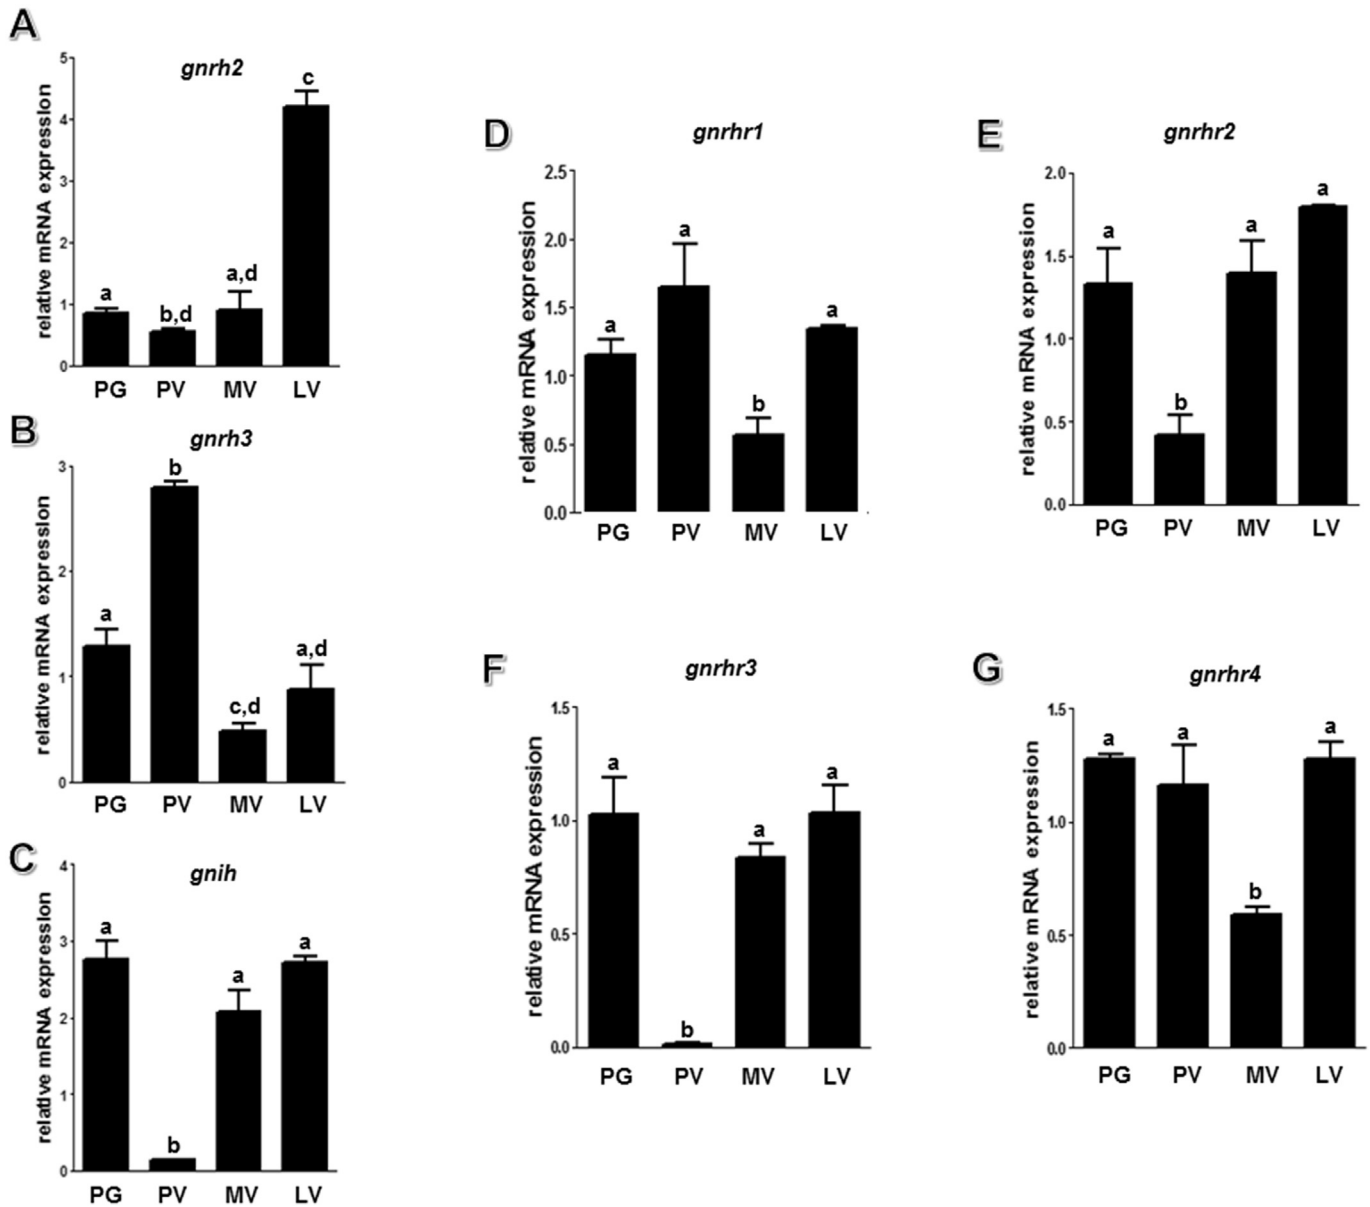 A
gnrh2
relative mRNA expression
5
4
3
2
1
0
a
b,d
a,d
c
PG PV MV LV
B
gnrh3
relative mRNA expression
3
2
1
0
a
b
c,d
a,d
PG PV MV LV
C
gnih
relative mRNA expression
4
3
2
1
0
a
b
a
a
PG PV MV LV
D
gnrhr1
relative mRNA expression
2.5
2.0
1.5
1.0
0.5
0.0
a
a
b
a
PG PV MV LV
E
gnrhr2
relative mRNA expression
2.0
1.5
1.0
0.5
0.0
a
b
a
a
PG PV MV LV
F
gnrhr3
relative mRNA expression
1.5
1.0
0.5
0.0
a
b
a
a
PG PV MV LV
G
gnrhr4
relative mRNA expression
1.5
1.0
0.5
0.0
a
a
b
a
PG PV MV LV